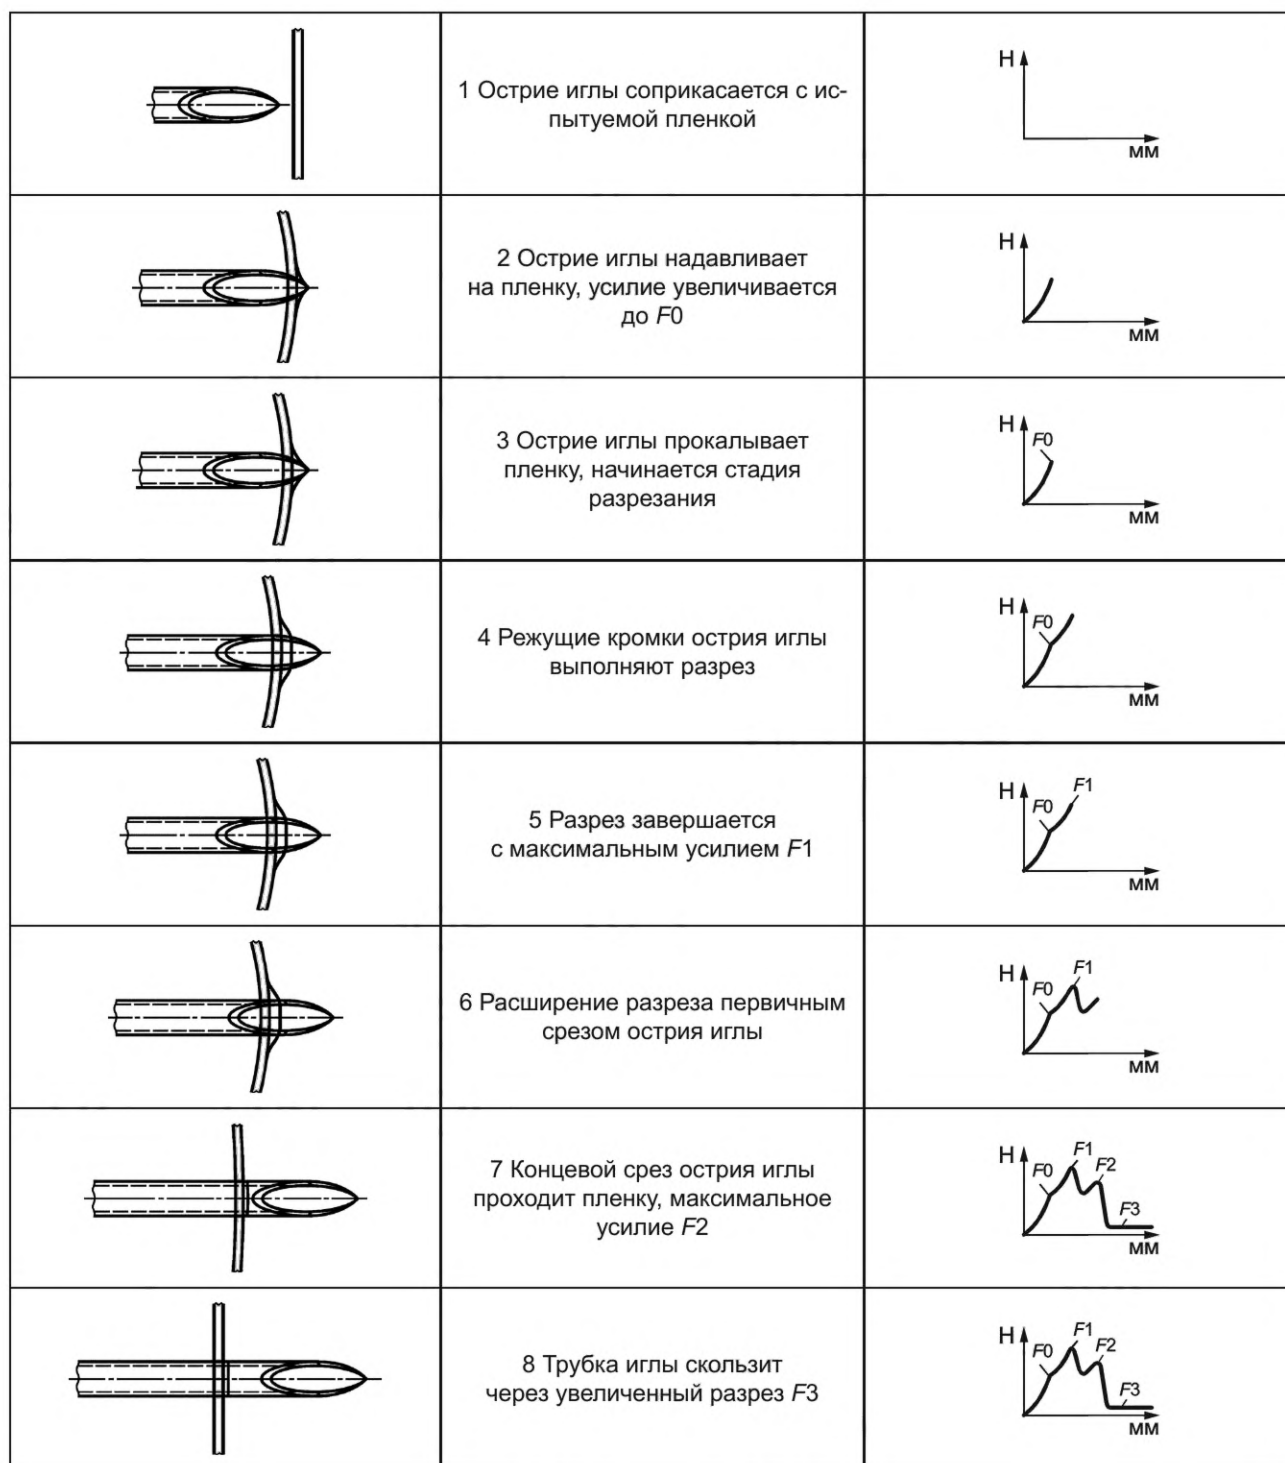 1 Острие иглы соприкасается с ис-
пытуемой пленкой
Н
мм
2 Острие иглы надавливает
на пленку, усилие увеличивается
до F0
Н
мм
3 Острие иглы прокалывает
пленку, начинается стадия
разрезания
Н
F0
мм
4 Режущие кромки острия иглы
выполняют разрез
Н
F0
мм
5 Разрез завершается
с максимальным усилием F1
Н
F0
F1
мм
6 Расширение разреза первичным
срезом острия иглы
Н
F0
F1
мм
7 Концевой срез острия иглы
проходит пленку, максимальное
усилие F2
Н
F0
F1
F2
F3
мм
8 Трубка иглы скользит
через увеличенный разрез F3
Н
F0
F1
F2
F3
мм